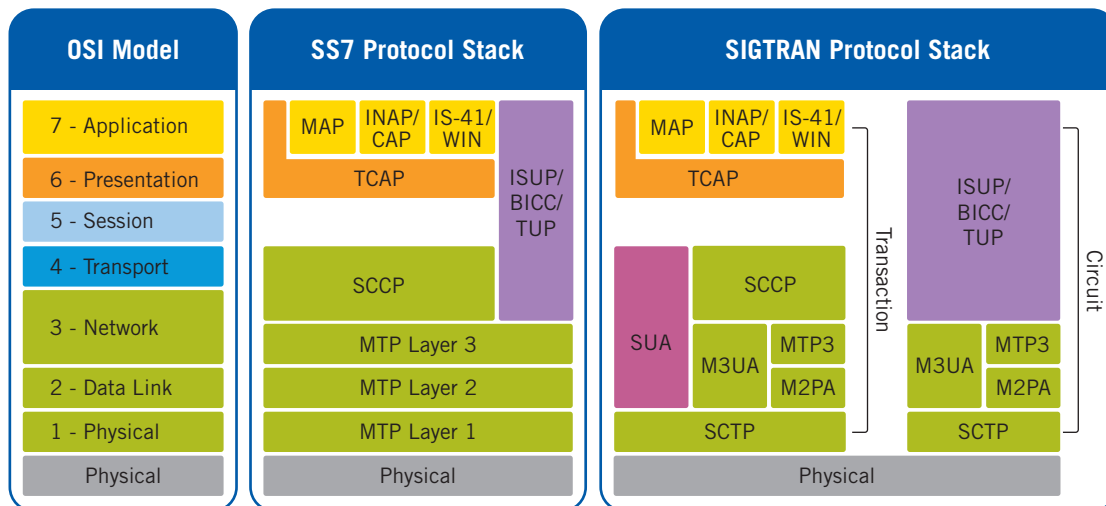 OSI Model
7 - Application
6 - Presentation
5 - Session
4 - Transport
3 - Network
2 - Data Link
1 - Physical
Physical
SS7 Protocol Stack
MAP
INAP/
CAP
IS-41/
WIN
TCAP
ISUP/
BICC/
TUP
SCCP
MTP Layer 3
MTP Layer 2
MTP Layer 1
Physical
SIGTRAN Protocol Stack
MAP
INAP/
CAP
IS-41/
WIN
TCAP
SUA
SCCP
M3UA
MTP3
M2PA
SCTP
Transaction
ISUP/
BICC/
TUP
M3UA
MTP3
M2PA
SCTP
Circuit
Physical